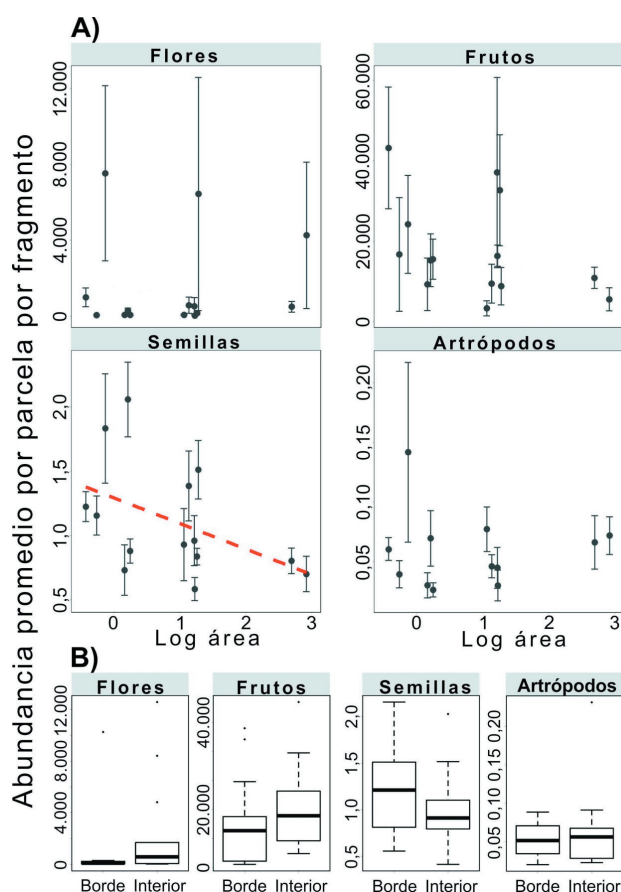 A)
Flores
Frutos
12.000
8.000
4.000
0
60.000
40.000
20.000
0
Abundancia promedio por parcela por fragmento
Semillas
Artrópodos
2,0
1,5
1,0
0,5
0,20
0,15
0,10
0,05
0 1 2 3
0 1 2 3
Log área
Log área
B)
Flores
Frutos
Semillas
Artrópodos
12.000
8.000
4.000
0
40.000
20.000
0
2,0
1,5
1,0
0,5
0,20
0,15
0,10
0,05
Borde Interior
Borde Interior
Borde Interior
Borde Interior